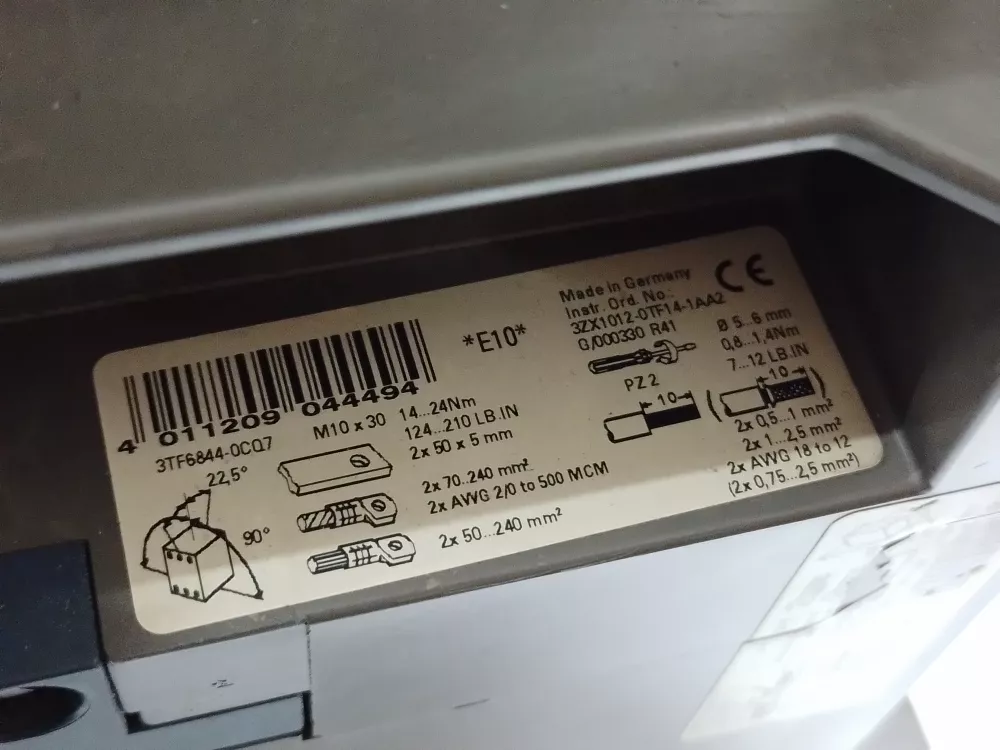 4 011209 044494
*E10*
3TF6844-0CQ7
22,5°
90°
M10 x 30
14...24Nm
124...210 LB.IN
2x 50 x 5 mm
2x 70..240 mm²
2x AWG 2/0 to 500 MCM
2x 50...240 mm²
Made in Germany
Instr. Ord. No.:
3ZX1012-0TF14-1AA2
G/000330 R41
CE
PZ 2
Ø 5...6 mm
0,8...1,4Nm
7...12 LB.IN
10
10
2x 0,5...1 mm²
2x 1...2,5 mm²
2x AWG 18 to 12
(2x 0,75...2,5 mm²)